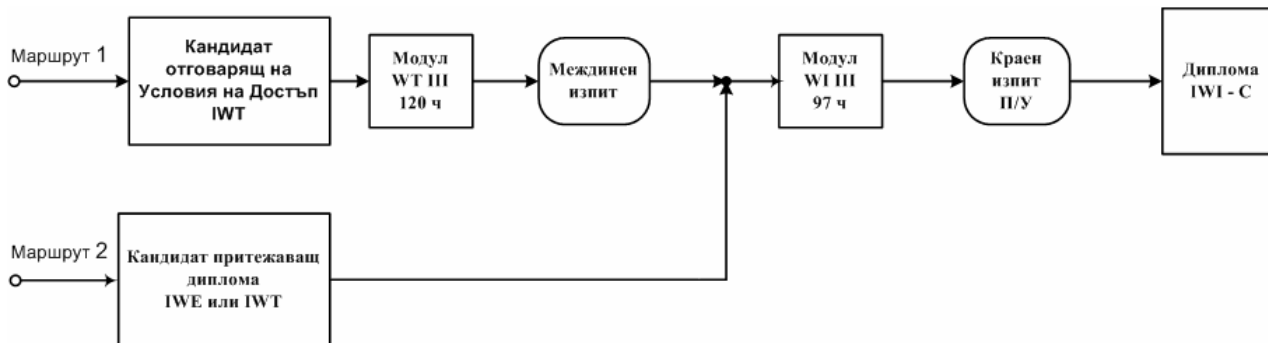 Маршрут 1
Кандидат
отговарящ на
Условия на Достъп
IWT
Модул
WT III
120 ч
Междинен
изпит
Модул
WI III
97 ч
Краен
изпит
П/У
Диплома
IWI - C
Маршрут 2
Кандидат притежаващ
диплома
IWE или IWT